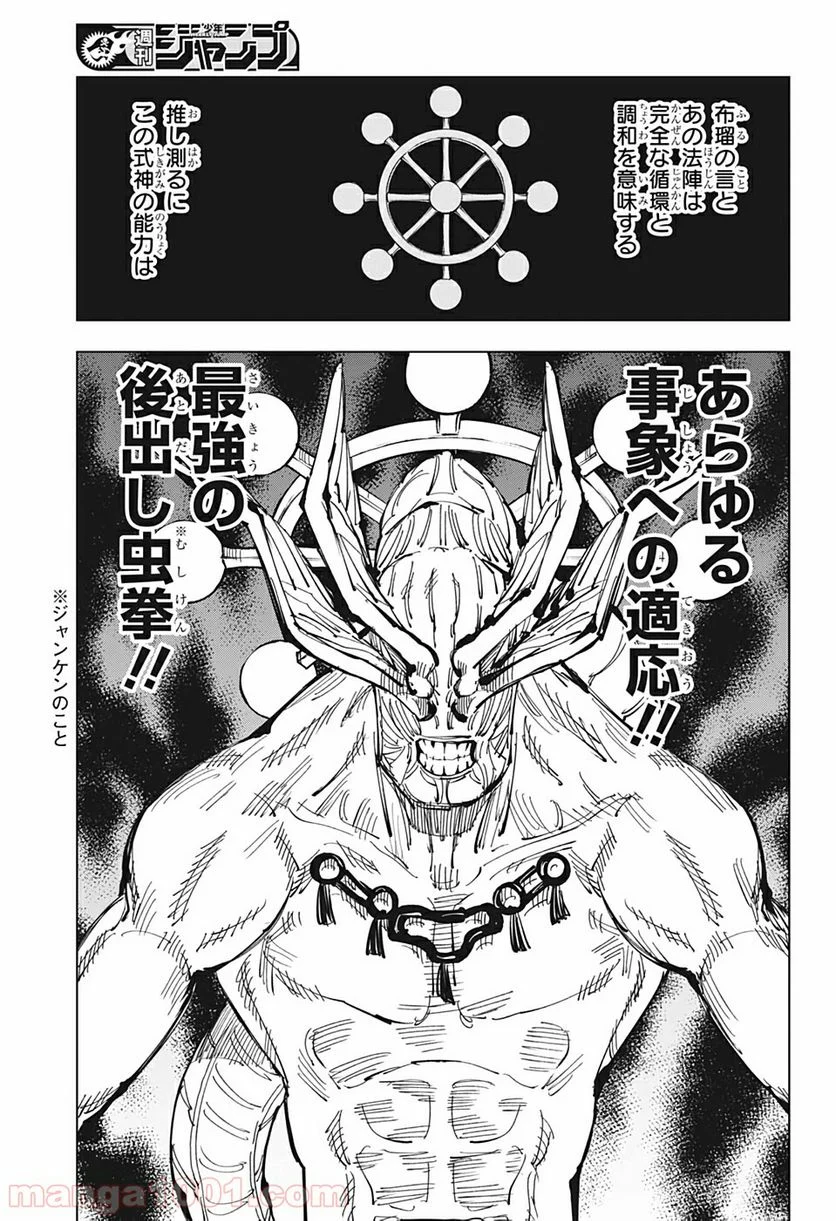 週刊
少年
ジャンプ
布瑠の言と
あの法陣は
完全な循環と
調和を意味する
推し測るに
この式神の能力は
あらゆる
事象への適応!!
最強の
後出し虫拳!!
※ジャンケンのこと